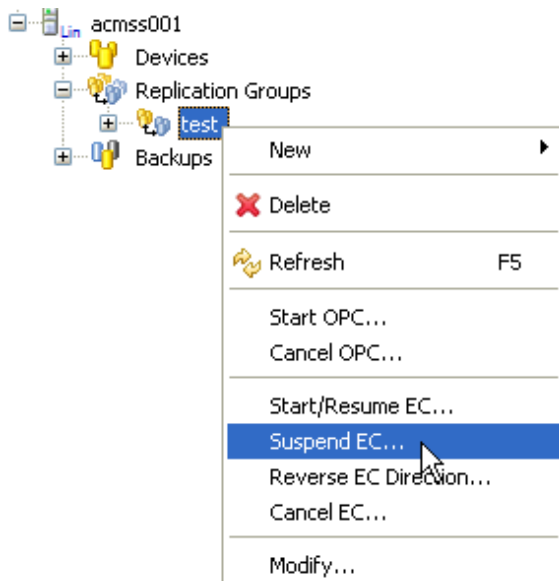 Lin acmss001
Devices
Replication Groups
test
Backups
New
Delete
Refresh F5
Start OPC...
Cancel OPC...
Start/Resume EC...
Suspend EC...
Reverse EC Direction...
Cancel EC...
Modify...